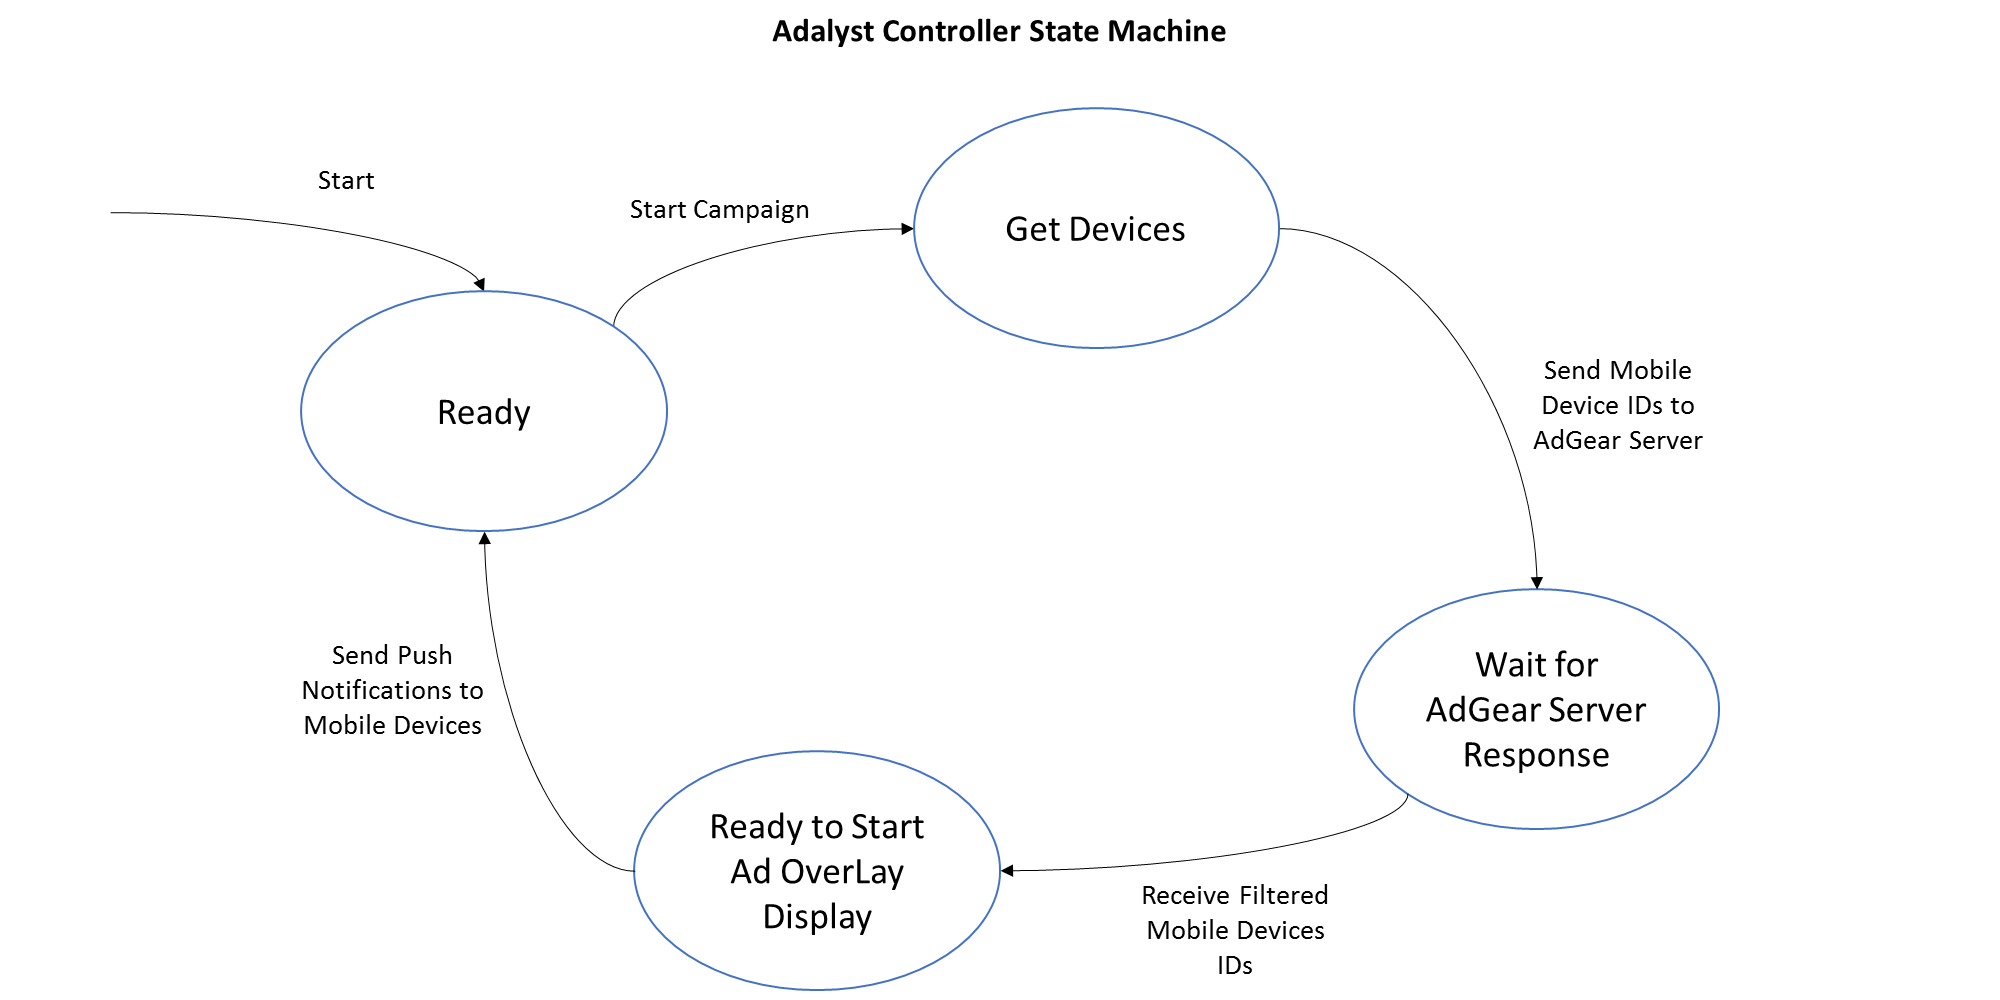 Adalyst Controller State Machine
Start
Start Campaign
Get Devices
Send Mobile
Device IDs to
AdGear Server
Ready
Wait for
AdGear Server
Response
Send Push
Notifications to
Mobile Devices
Ready to Start
Ad OverLay
Display
Receive Filtered
Mobile Devices
IDs